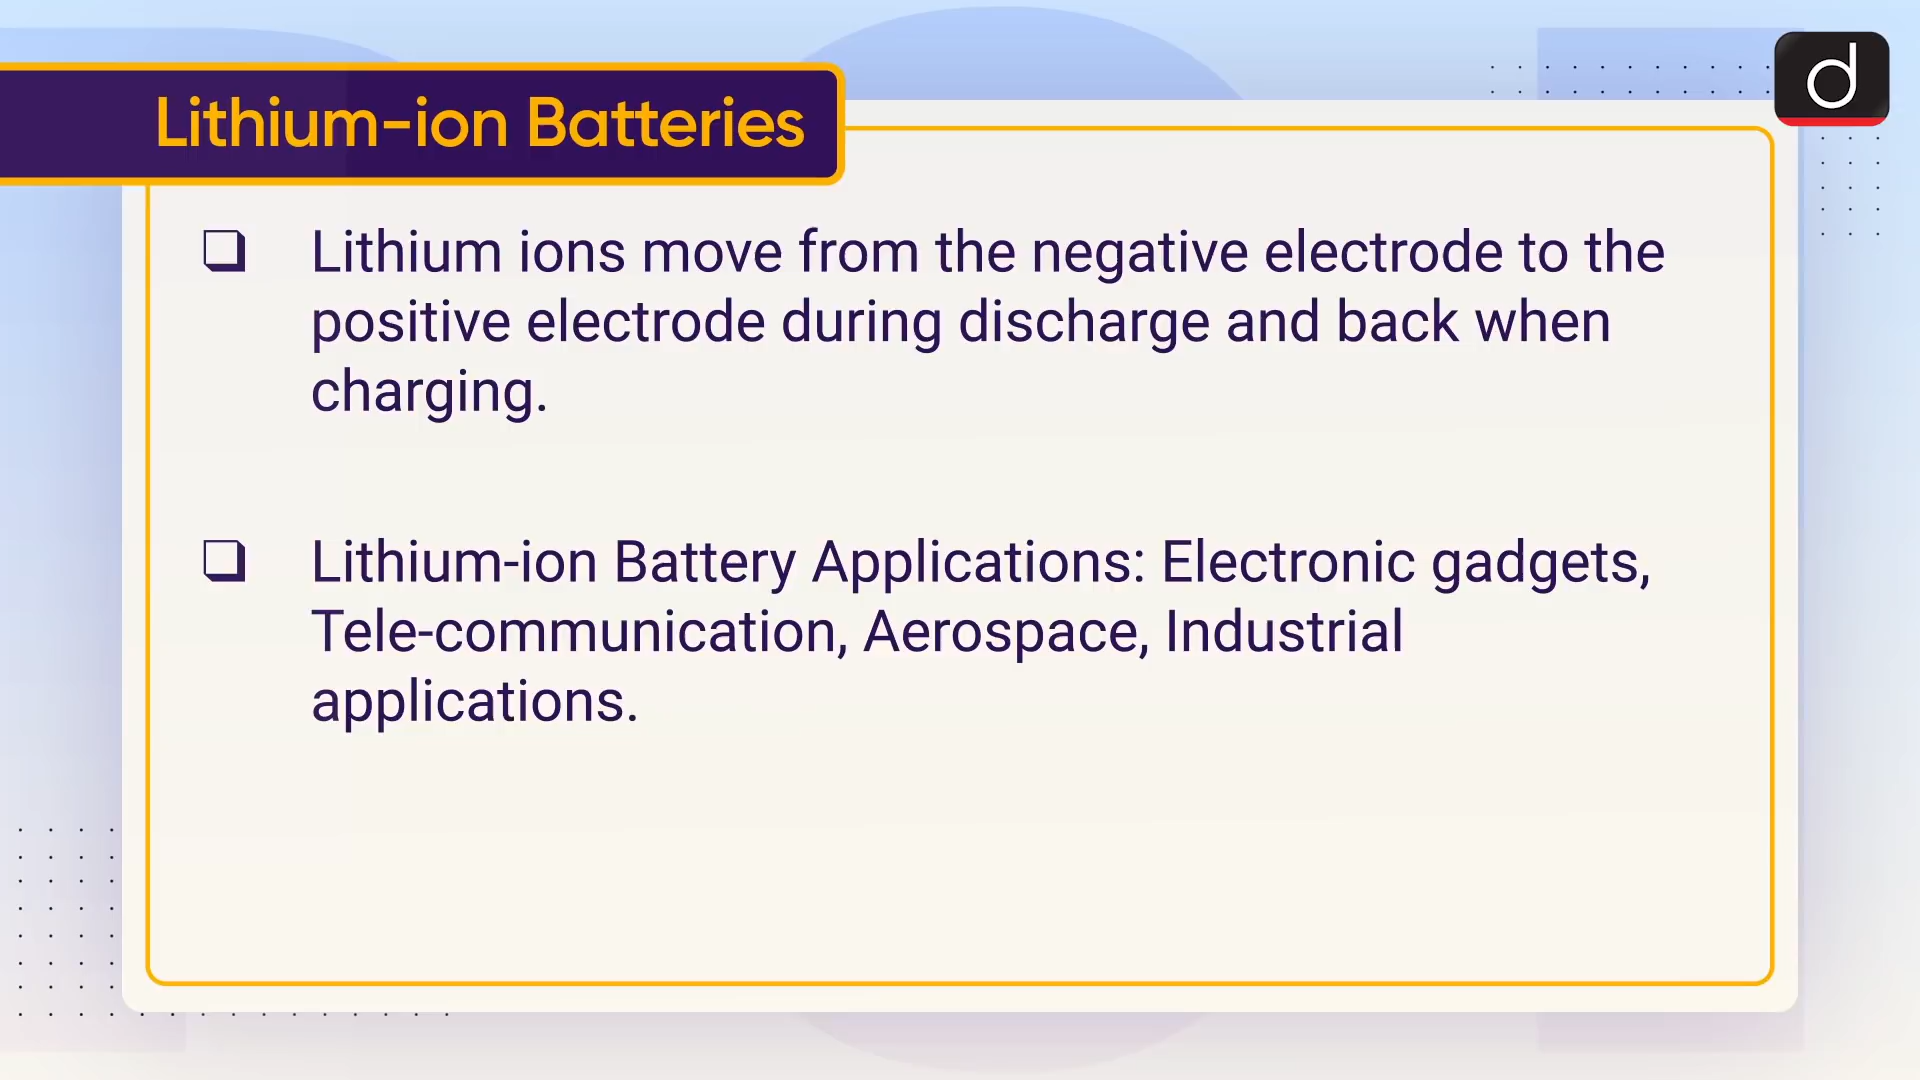 Lithium-ion Batteries
d
❑ Lithium ions move from the negative electrode to the
positive electrode during discharge and back when
charging.
❑ Lithium-ion Battery Applications: Electronic gadgets,
Tele-communication, Aerospace, Industrial
applications.